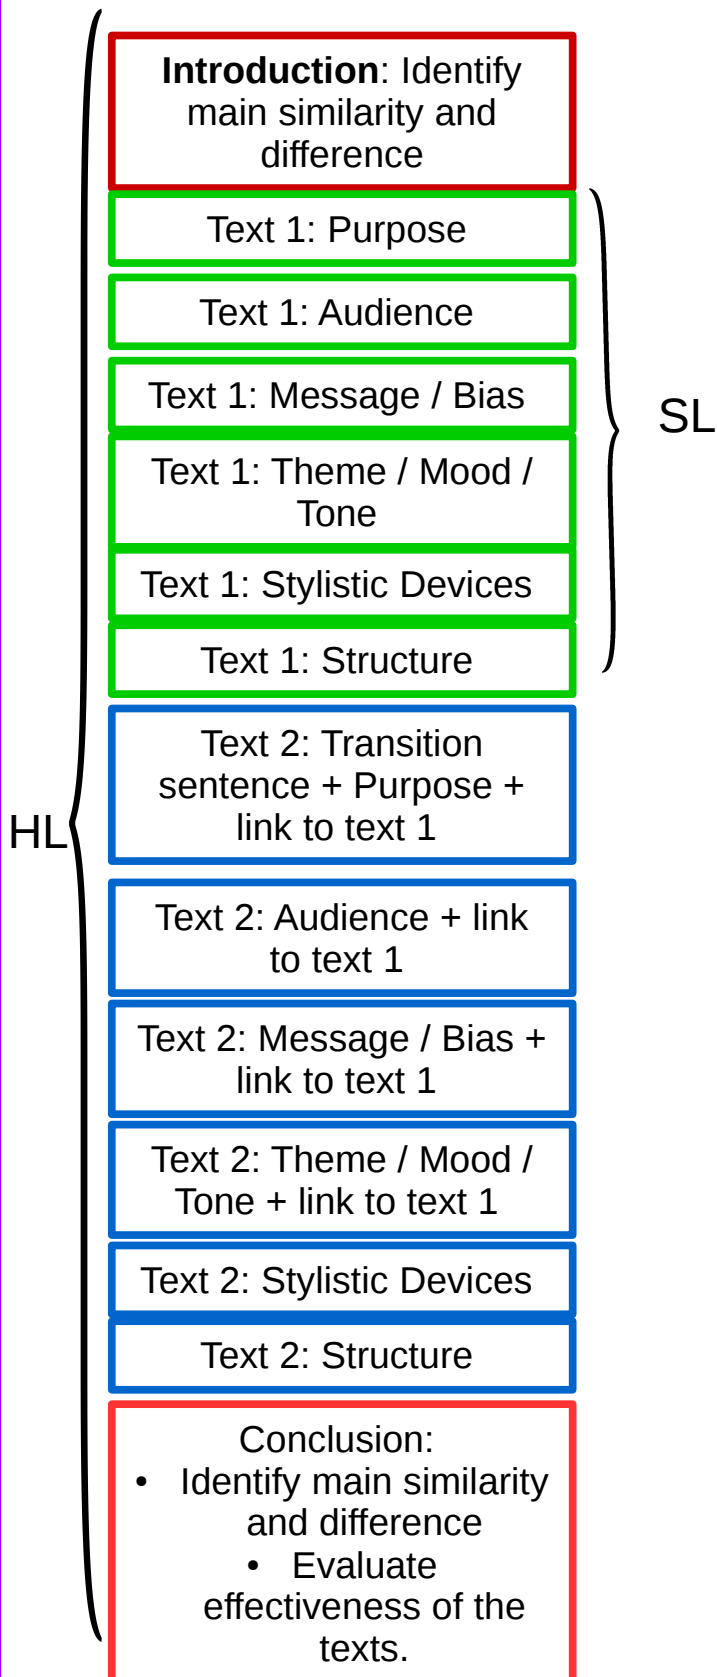 Introduction: Identify
main similarity and
difference
Text 1: Purpose
Text 1: Audience
Text 1: Message / Bias
SL
Text 1: Theme / Mood /
Tone
Text 1: Stylistic Devices
Text 1: Structure
Text 2: Transition
sentence + Purpose +
link to text 1
HL
Text 2: Audience + link
to text 1
Text 2: Message / Bias +
link to text 1
Text 2: Theme / Mood /
Tone + link to text 1
Text 2: Stylistic Devices
Text 2: Structure
Conclusion:
• Identify main similarity
and difference
• Evaluate
effectiveness of the
texts.